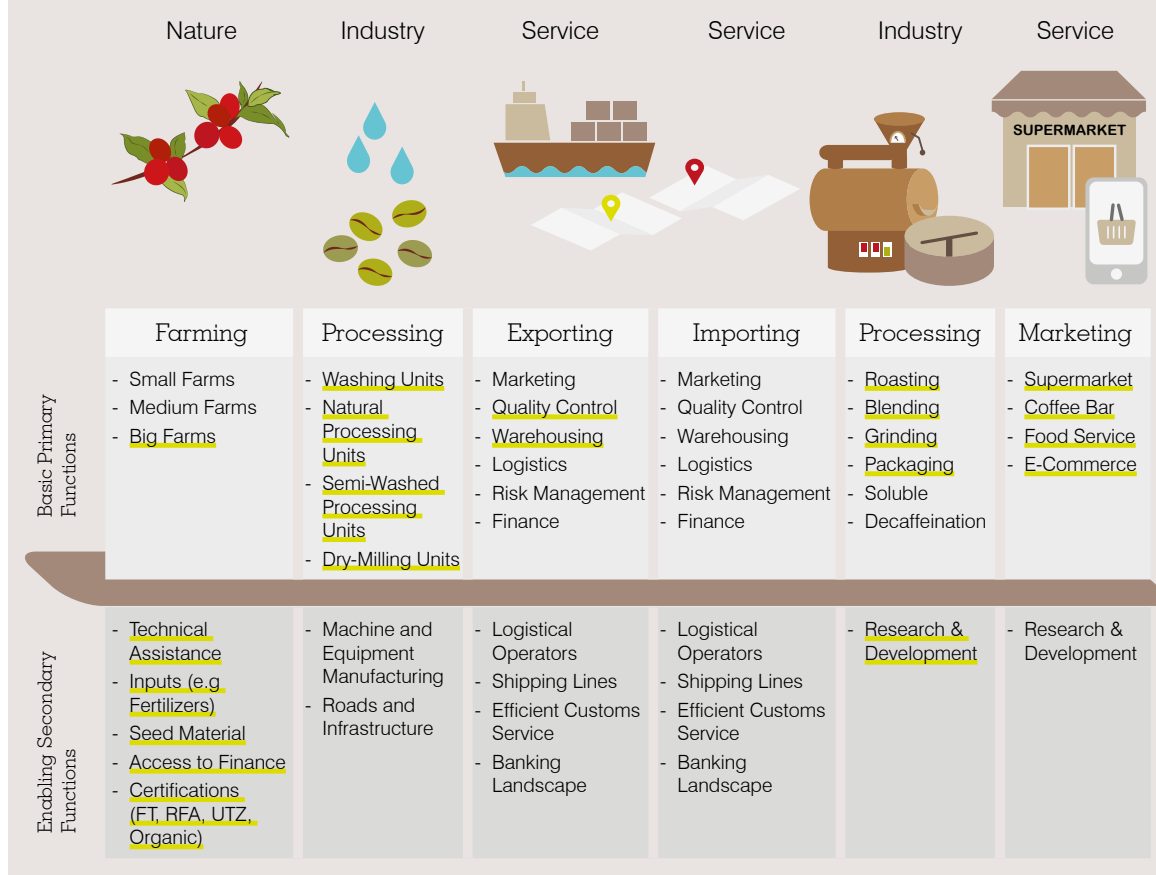 Nature
Industry
Service
Service
Industry
Service
SUPERMARKET
Farming
Processing
Exporting
Importing
Processing
Marketing
Basic Primary
Functions
- Small Farms
- Medium Farms
- Big Farms
- Washing Units
- Natural
Processing
Units
- Semi-Washed
Processing
Units
- Dry-Milling Units
- Marketing
- Quality Control
- Warehousing
- Logistics
- Risk Management
- Finance
- Marketing
- Quality Control
- Warehousing
- Logistics
- Risk Management
- Finance
- Roasting
- Blending
- Grinding
- Packaging
- Soluble
- Decaffeination
- Supermarket
- Coffee Bar
- Food Service
- E-Commerce
Enabling Secondary
Functions
- Technical
Assistance
- Inputs (e.g
Fertilizers)
- Seed Material
- Access to Finance
- Certifications
(FT, RFA, UTZ,
Organic)
- Machine and
Equipment
Manufacturing
- Roads and
Infrastructure
- Logistical
Operators
- Shipping Lines
- Efficient Customs
Service
- Banking
Landscape
- Logistical
Operators
- Shipping Lines
- Efficient Customs
Service
- Banking
Landscape
- Research &
Development
- Research &
Development